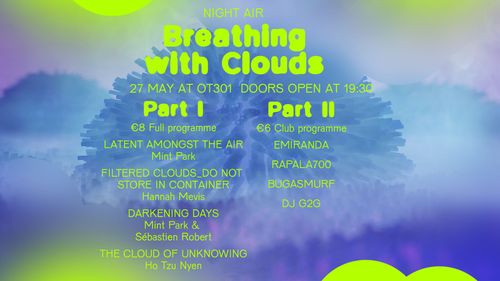 NIGHT AIR
Breathing
with Clouds
27 MAY AT OT301 DOORS OPEN AT 19:30
Part I
€8 Full programme
LATENT AMONGST THE AIR
Mint Park
FILTERED CLOUDS_DO NOT
STORE IN CONTAINER
Hannah Mevis
DARKENING DAYS
Mint Park &
Sébastien Robert
THE CLOUD OF UNKNOWING
Ho Tzu Nyen
Part II
€6 Club programme
EMIRANDA
RAPALA700
BUGASMURF
DJ G2G